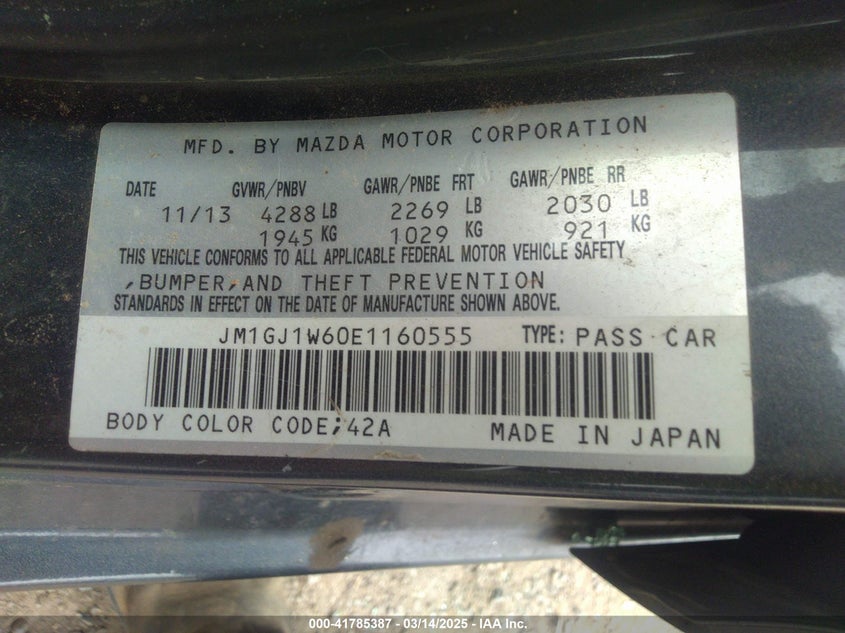 MFD. BY MAZDA MOTOR CORPORATION
DATE GVWR/PNBV GAWR/PNBE FRT GAWR/PNBE RR
11/13 4288 LB 2269 LB 2030 LB
1945 KG 1029 KG 921 KG
THIS VEHICLE CONFORMS TO ALL APPLICABLE FEDERAL MOTOR VEHICLE SAFETY
,BUMPER,AND THEFT PREVENTION
STANDARDS IN EFFECT ON THE DATE OF MANUFACTURE SHOWN ABOVE.
JM1GJ1W60E1160555 TYPE: PASS CAR
BODY COLOR CODE;42A MADE IN JAPAN
000-41785387 - 03/14/2025 - IAA Inc.